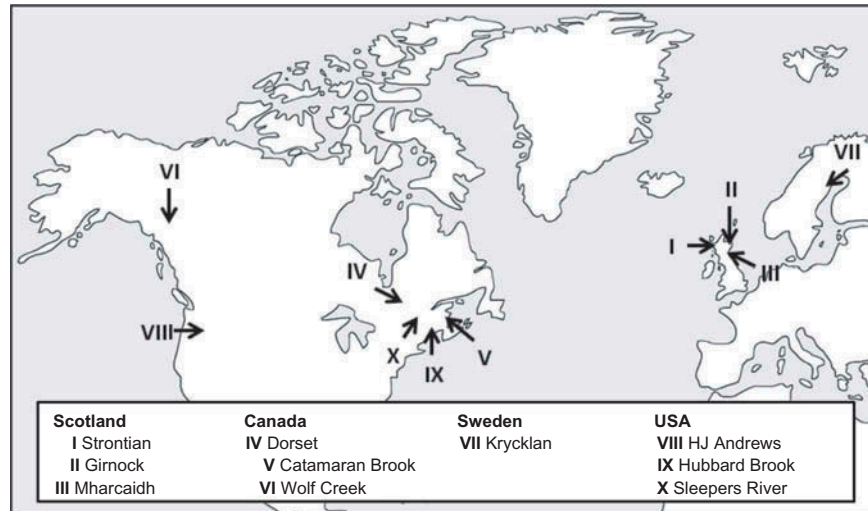 VI
VII
II
I
III
IV
VIII
X
IX
V
Scotland
I Strontian
II Girnock
III Mharcaidh
Canada
IV Dorset
V Catamaran Brook
VI Wolf Creek
Sweden
VII Krycklan
USA
VIII HJ Andrews
IX Hubbard Brook
X Sleepers River